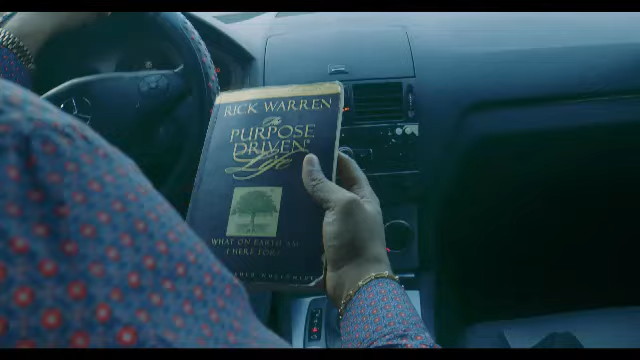 RICK WARREN
The
PURPOSE
DRIVEN®
Life
WHAT ON EARTH AM
I HERE FOR?